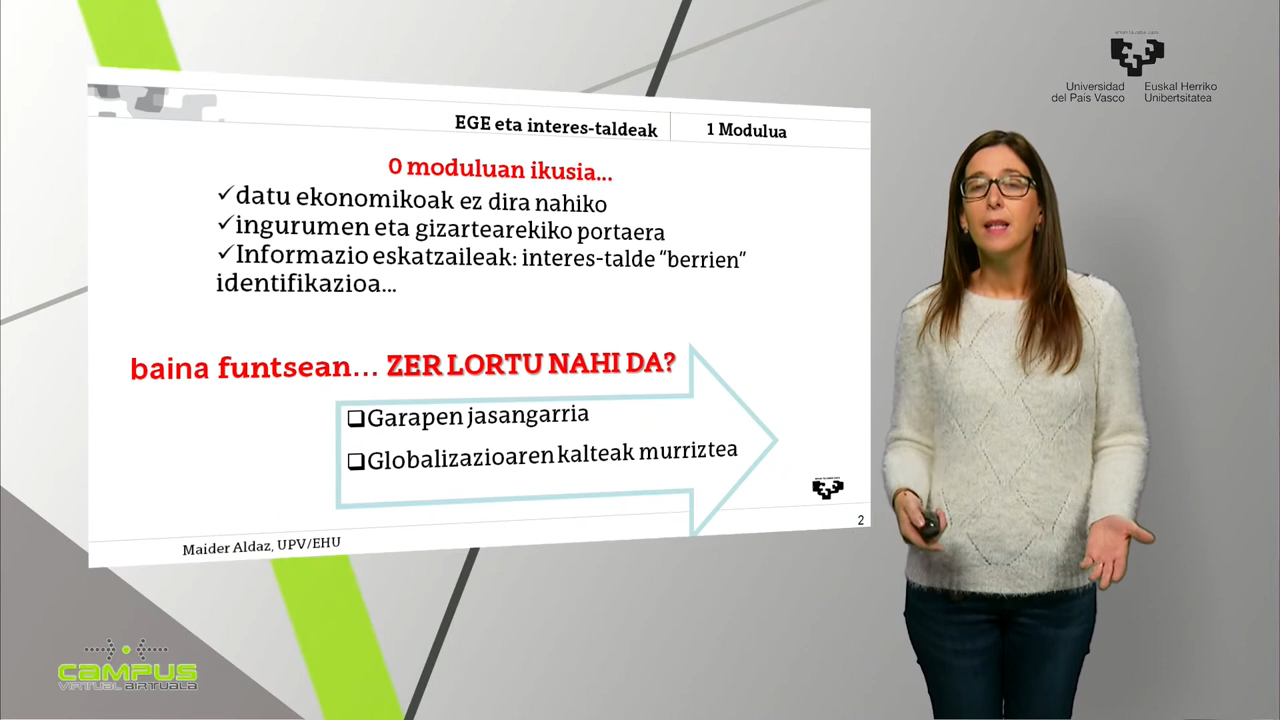 Universidad
del País Vasco
Euskal Herriko
Unibertsitatea
EGE eta interes-taldeak
1 Modulua
0 moduluan ikusia...
✓datu ekonomikoak ez dira nahiko
✓ingurumen eta gizartearekiko portaera
✓Informazio eskatzaileak: interes-talde “berrien”
identifikazioa...
baina funtsean... ZER LORTU NAHI DA?
❑Garapen jasangarria
❑Globalizazioaren kalteak murriztea
2
Maider Aldaz, UPV/EHU
CAMPUS
VIRTUAL BIRTUALA